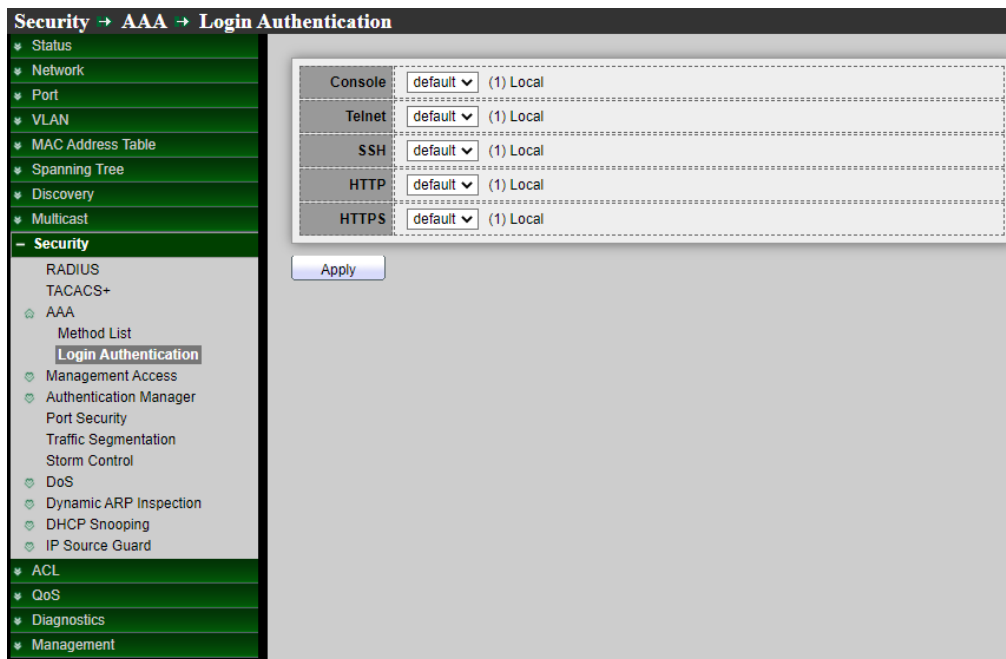 Security → AAA → Login Authentication
Status
Network
Port
VLAN
MAC Address Table
Spanning Tree
Discovery
Multicast
Security
RADIUS
TACACS+
AAA
Method List
Login Authentication
Management Access
Authentication Manager
Port Security
Traffic Segmentation
Storm Control
DoS
Dynamic ARP Inspection
DHCP Snooping
IP Source Guard
ACL
QoS
Diagnostics
Management
Console default (1) Local
Telnet default (1) Local
SSH default (1) Local
HTTP default (1) Local
HTTPS default (1) Local
Apply